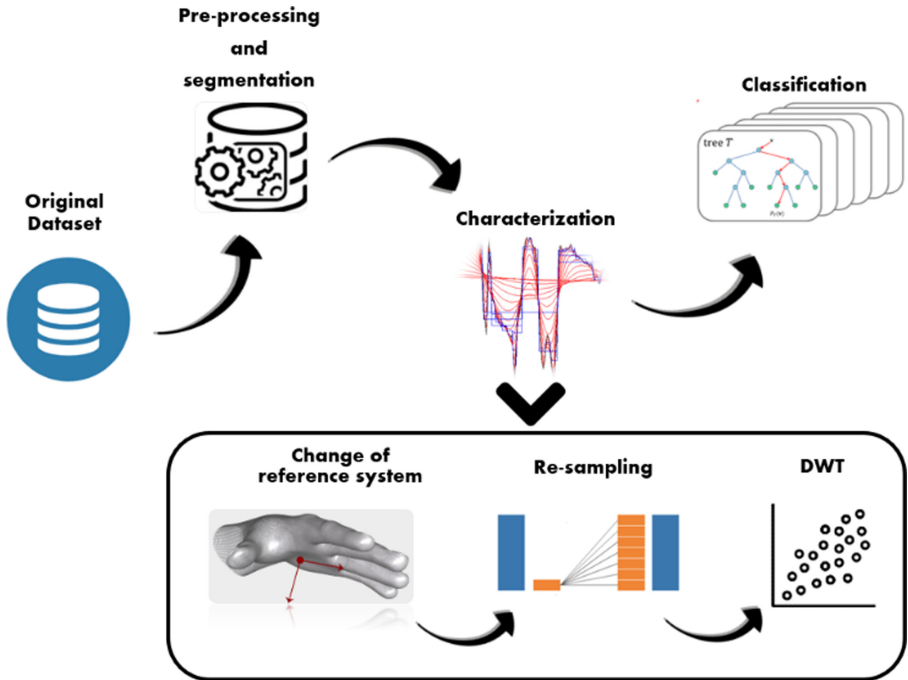 Pre-processing
and
segmentation
Classification
tree T
Original
Dataset
Characterization
Change of
reference system
Re-sampling
DWT